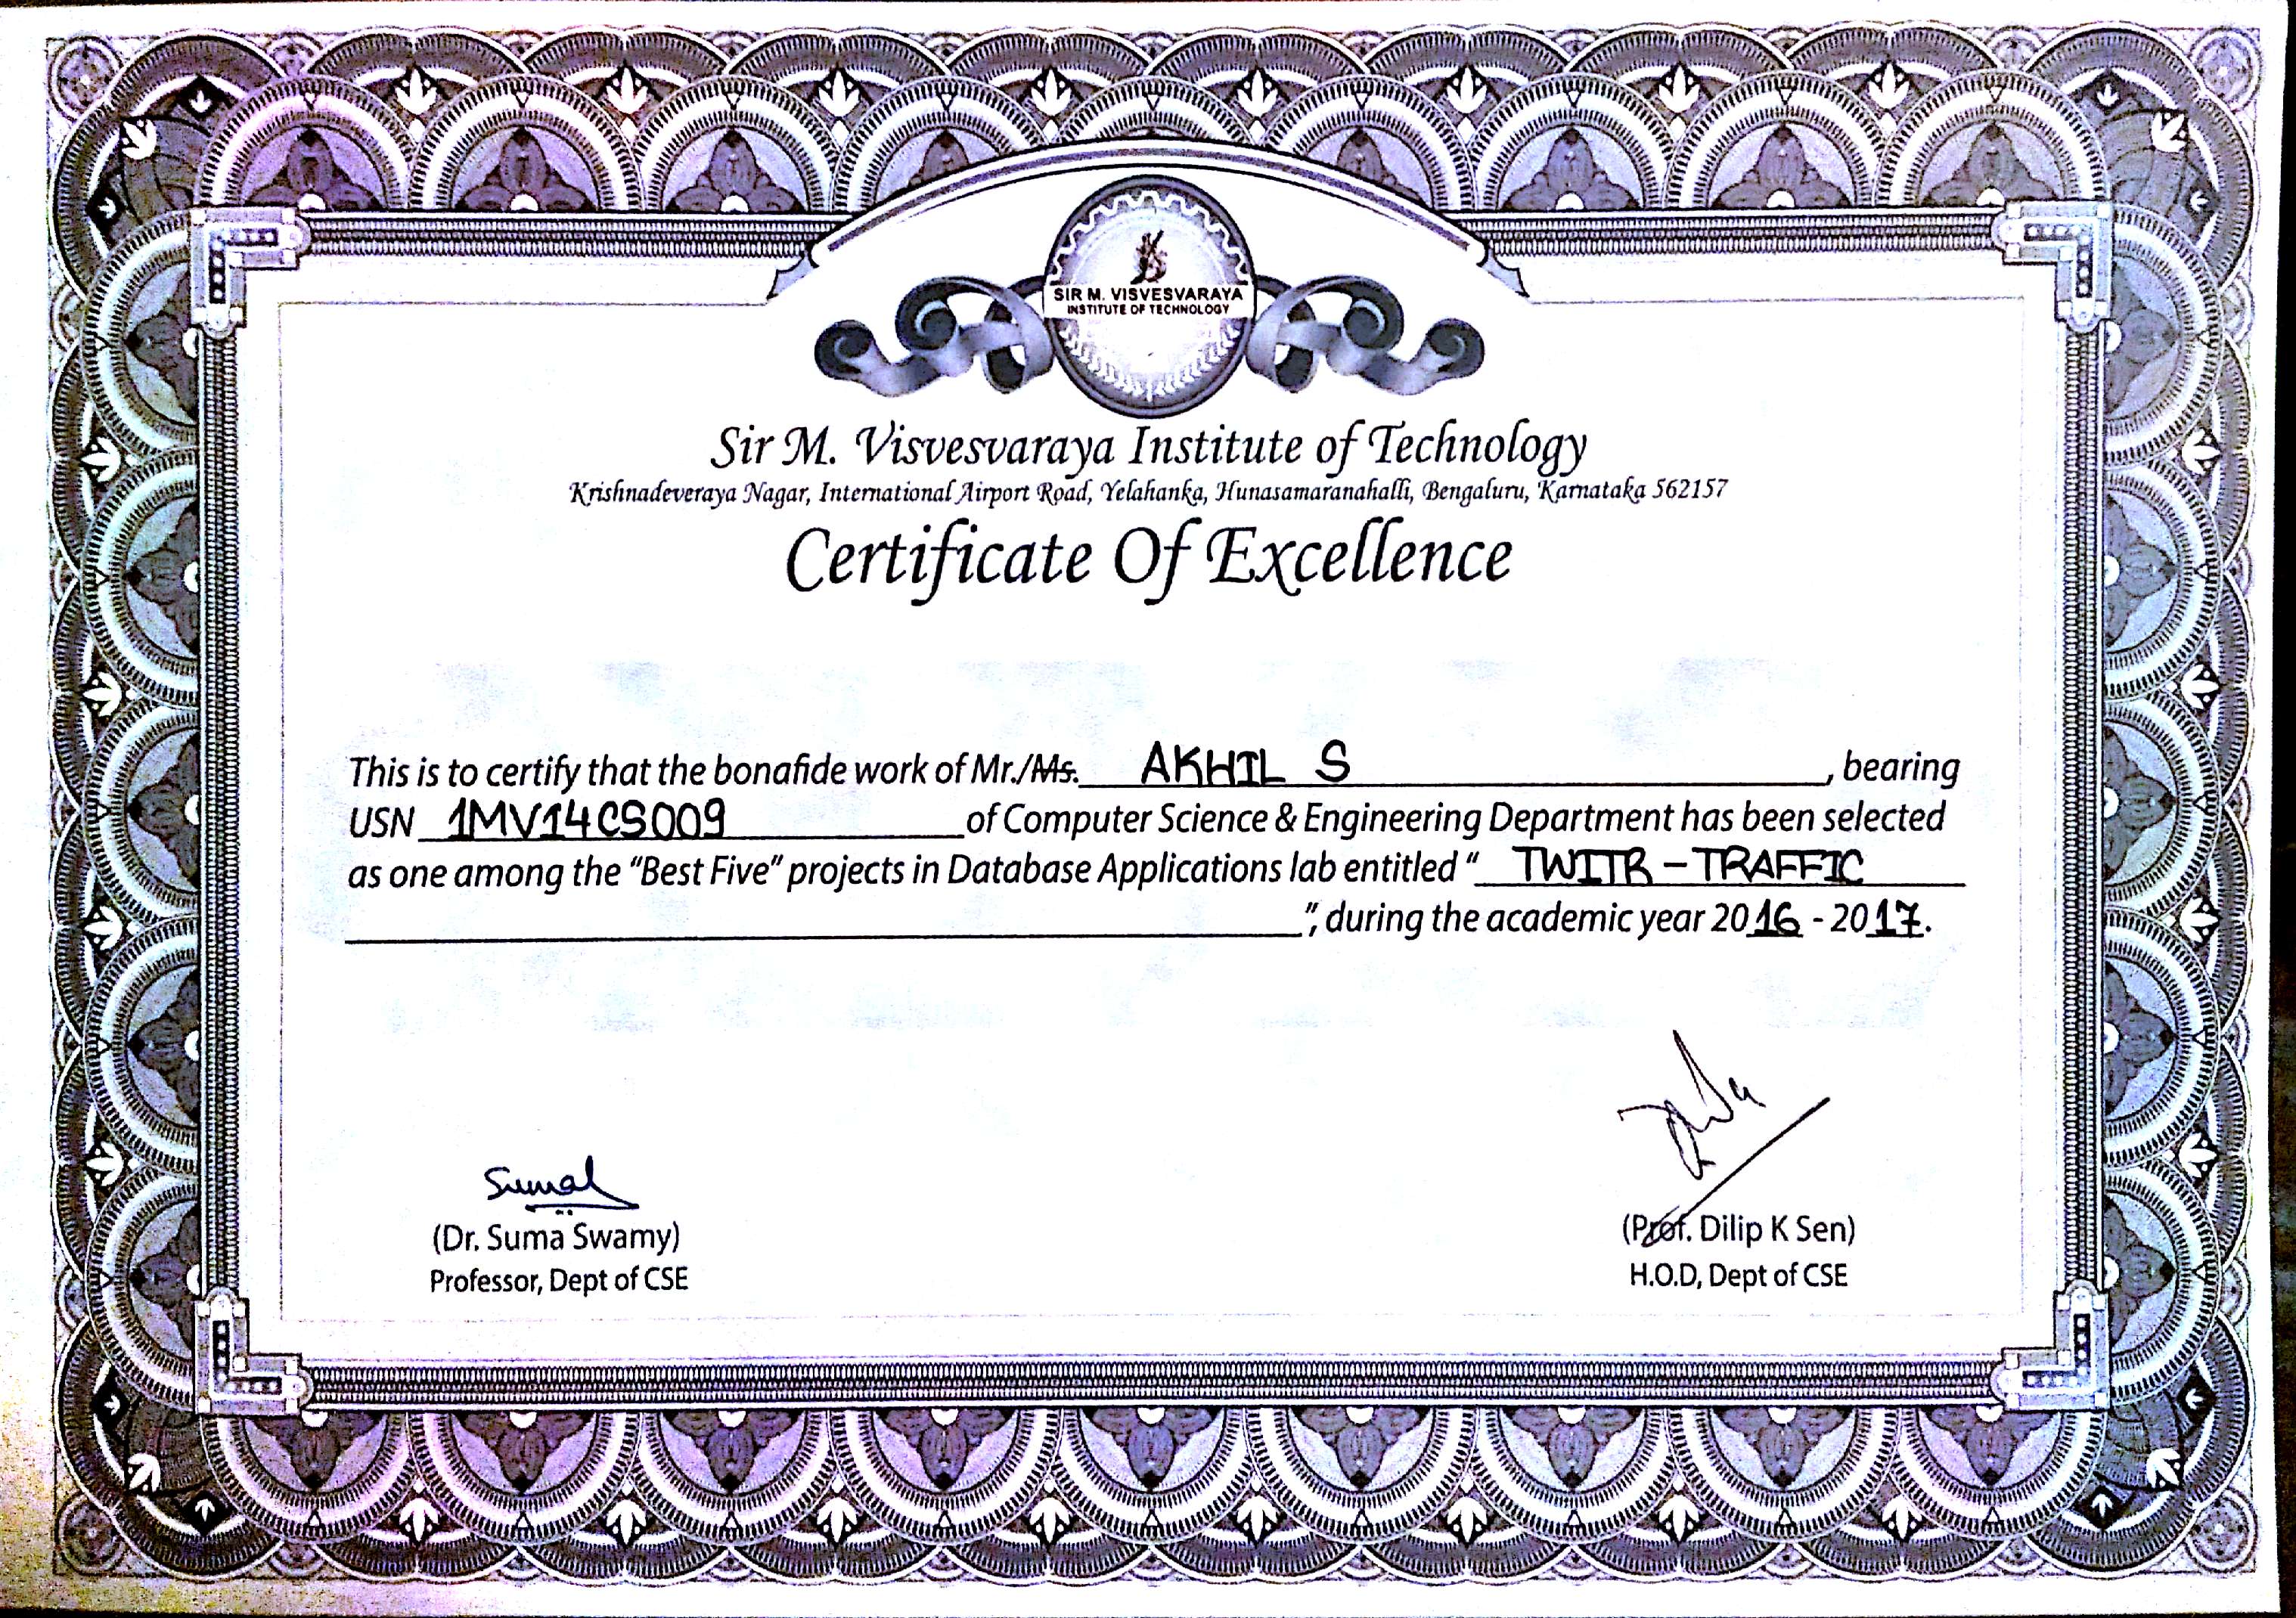 SIR M. VISVESVARAYA
INSTITUTE OF TECHNOLOGY
Sir M. Visvesvaraya Institute of Technology
Krishnadeveraya Nagar, International Airport Road, Yelahanka, Hunasamaranahalli, Bengaluru, Karnataka 562157
Certificate Of Excellence
This is to certify that the bonafide work of Mr./Ms. AKHIL S, bearing
USN 1MV14CS009 of Computer Science & Engineering Department has been selected
as one among the “Best Five” projects in Database Applications lab entitled “ TWITR - TRAFFIC
”, during the academic year 2016 - 2017.
(Dr. Suma Swamy)
Professor, Dept of CSE
(Prof. Dilip K Sen)
H.O.D, Dept of CSE